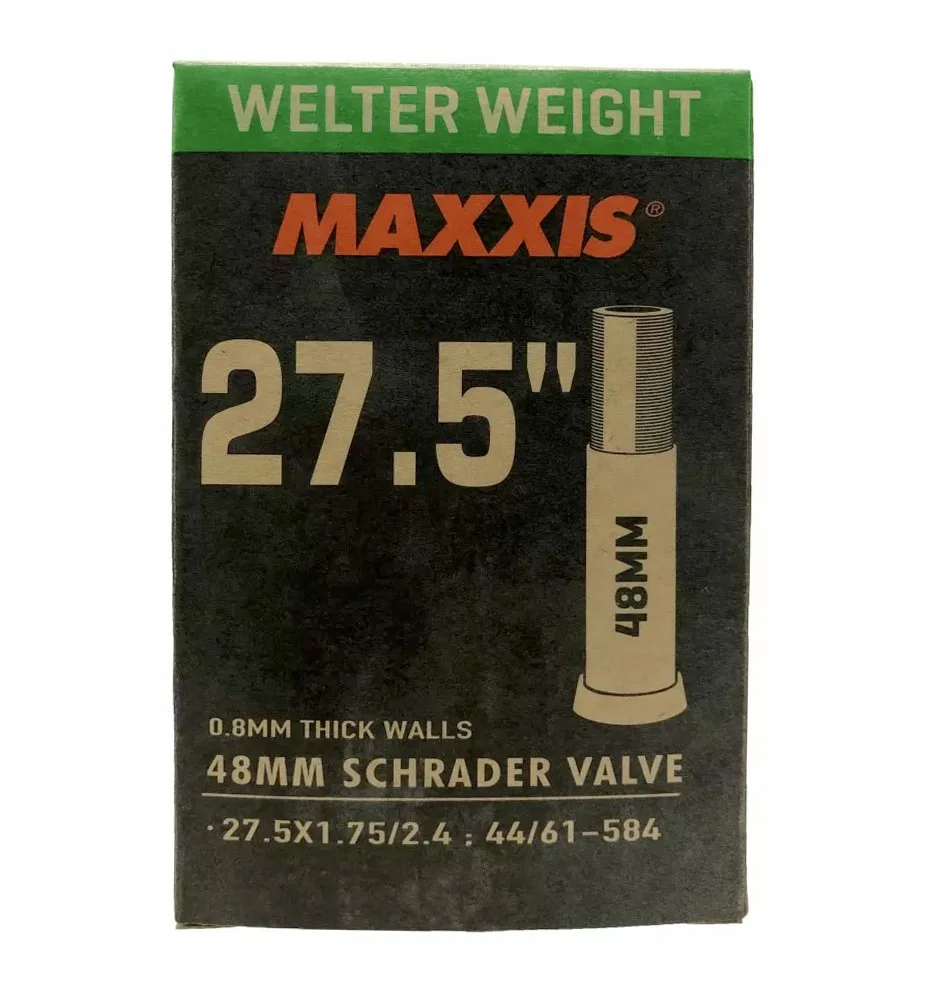 WELTER WEIGHT
MAXXIS®
27.5"
48MM
0.8MM THICK WALLS
48MM SCHRADER VALVE
· 27.5X1.75/2.4 ; 44/61-584